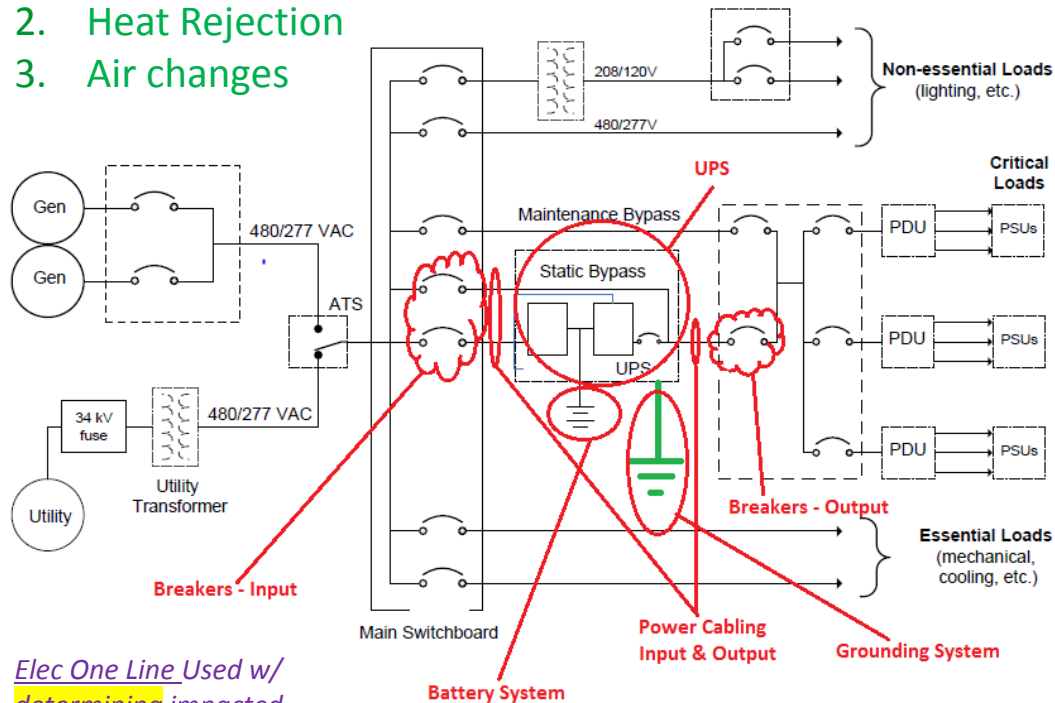 2. Heat Rejection
3. Air changes
208/120V
480/277V
Non-essential Loads
(lighting, etc.)
UPS
Critical
Loads
Gen
Gen
480/277 VAC
Maintenance Bypass
Static Bypass
UPS
PDU
PSUs
ATS
PDU
PSUs
34 kV
fuse
480/277 VAC
Utility
Transformer
Utility
PDU
PSUs
Breakers - Output
Essential Loads
(mechanical,
cooling, etc.)
Breakers - Input
Main Switchboard
Power Cabling
Input & Output
Grounding System
Battery System
Elec One Line Used w/
determining impacted